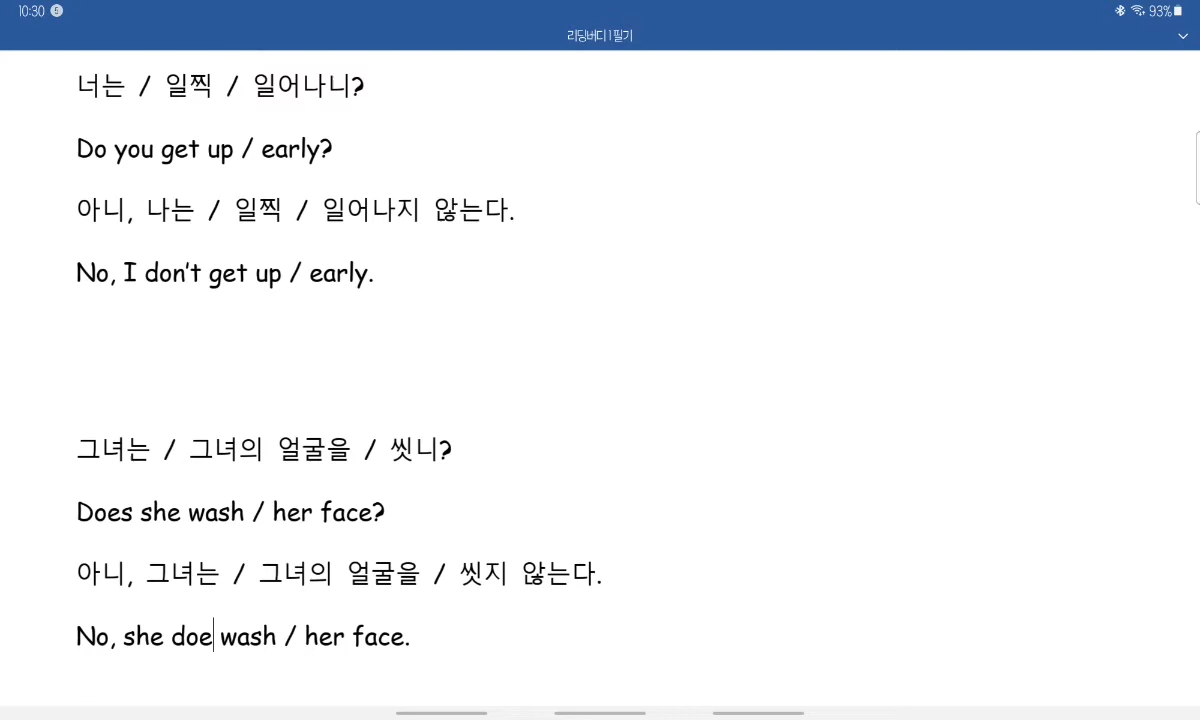 10:30
93%
리딩버디 1 필기
너는 / 일찍 / 일어나니?
Do you get up / early?
아니, 나는 / 일찍 / 일어나지 않는다.
No, I don't get up / early.
그녀는 / 그녀의 얼굴을 / 씻니?
Does she wash / her face?
아니, 그녀는 / 그녀의 얼굴을 / 씻지 않는다.
No, she doe wash / her face.